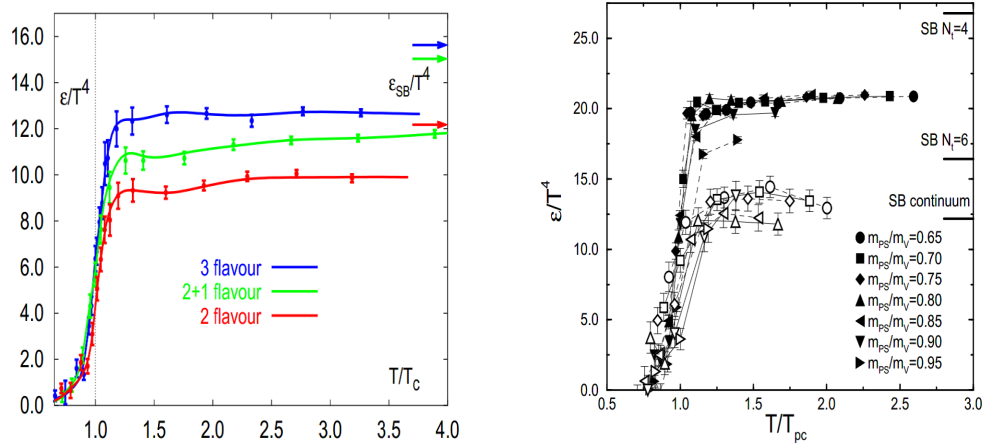 16.0
14.0
12.0
10.0
8.0
6.0
4.0
2.0
0.0
ε/T⁴
ε_SB/T⁴
3 flavour
2+1 flavour
2 flavour
T/T_c
1.0 1.5 2.0 2.5 3.0 3.5 4.0
25.0
20.0
15.0
10.0
5.0
0.0
ε/T⁴
SB N_t=4
SB N_t=6
SB continuum
m_PS/m_V=0.65
m_PS/m_V=0.70
m_PS/m_V=0.75
m_PS/m_V=0.80
m_PS/m_V=0.85
m_PS/m_V=0.90
m_PS/m_V=0.95
0.5 1.0 1.5 2.0 2.5 3.0
T/T_pc